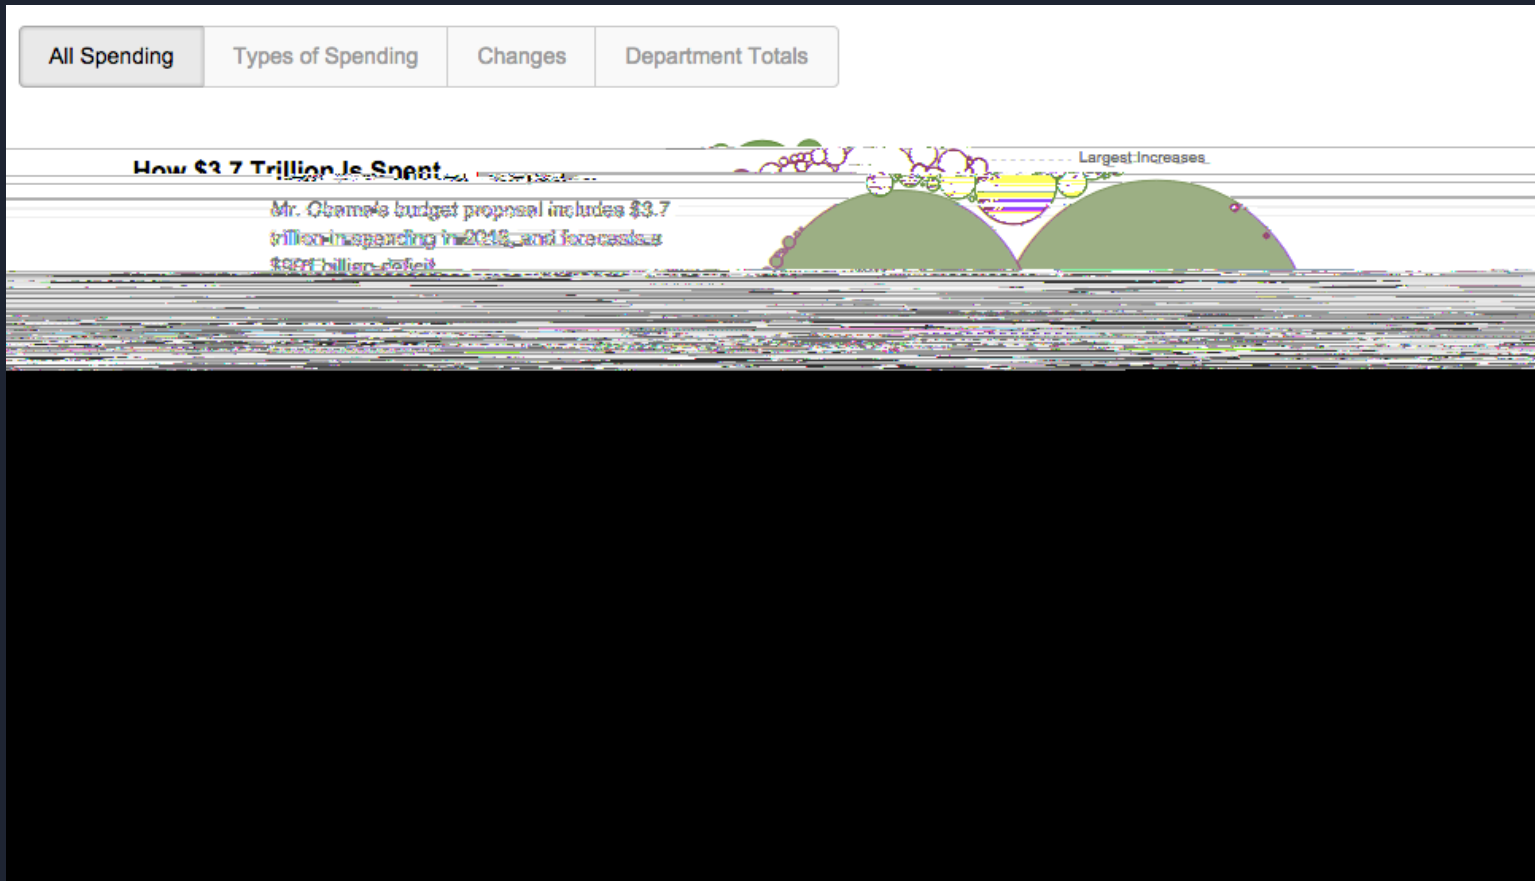 All Spending
Types of Spending
Changes
Department Totals
How $3.7 Trillion Is Spent
Largest Increases
Mr. Obama's budget proposal includes $3.7
trillion in spending in and forecasts a
billion deficit